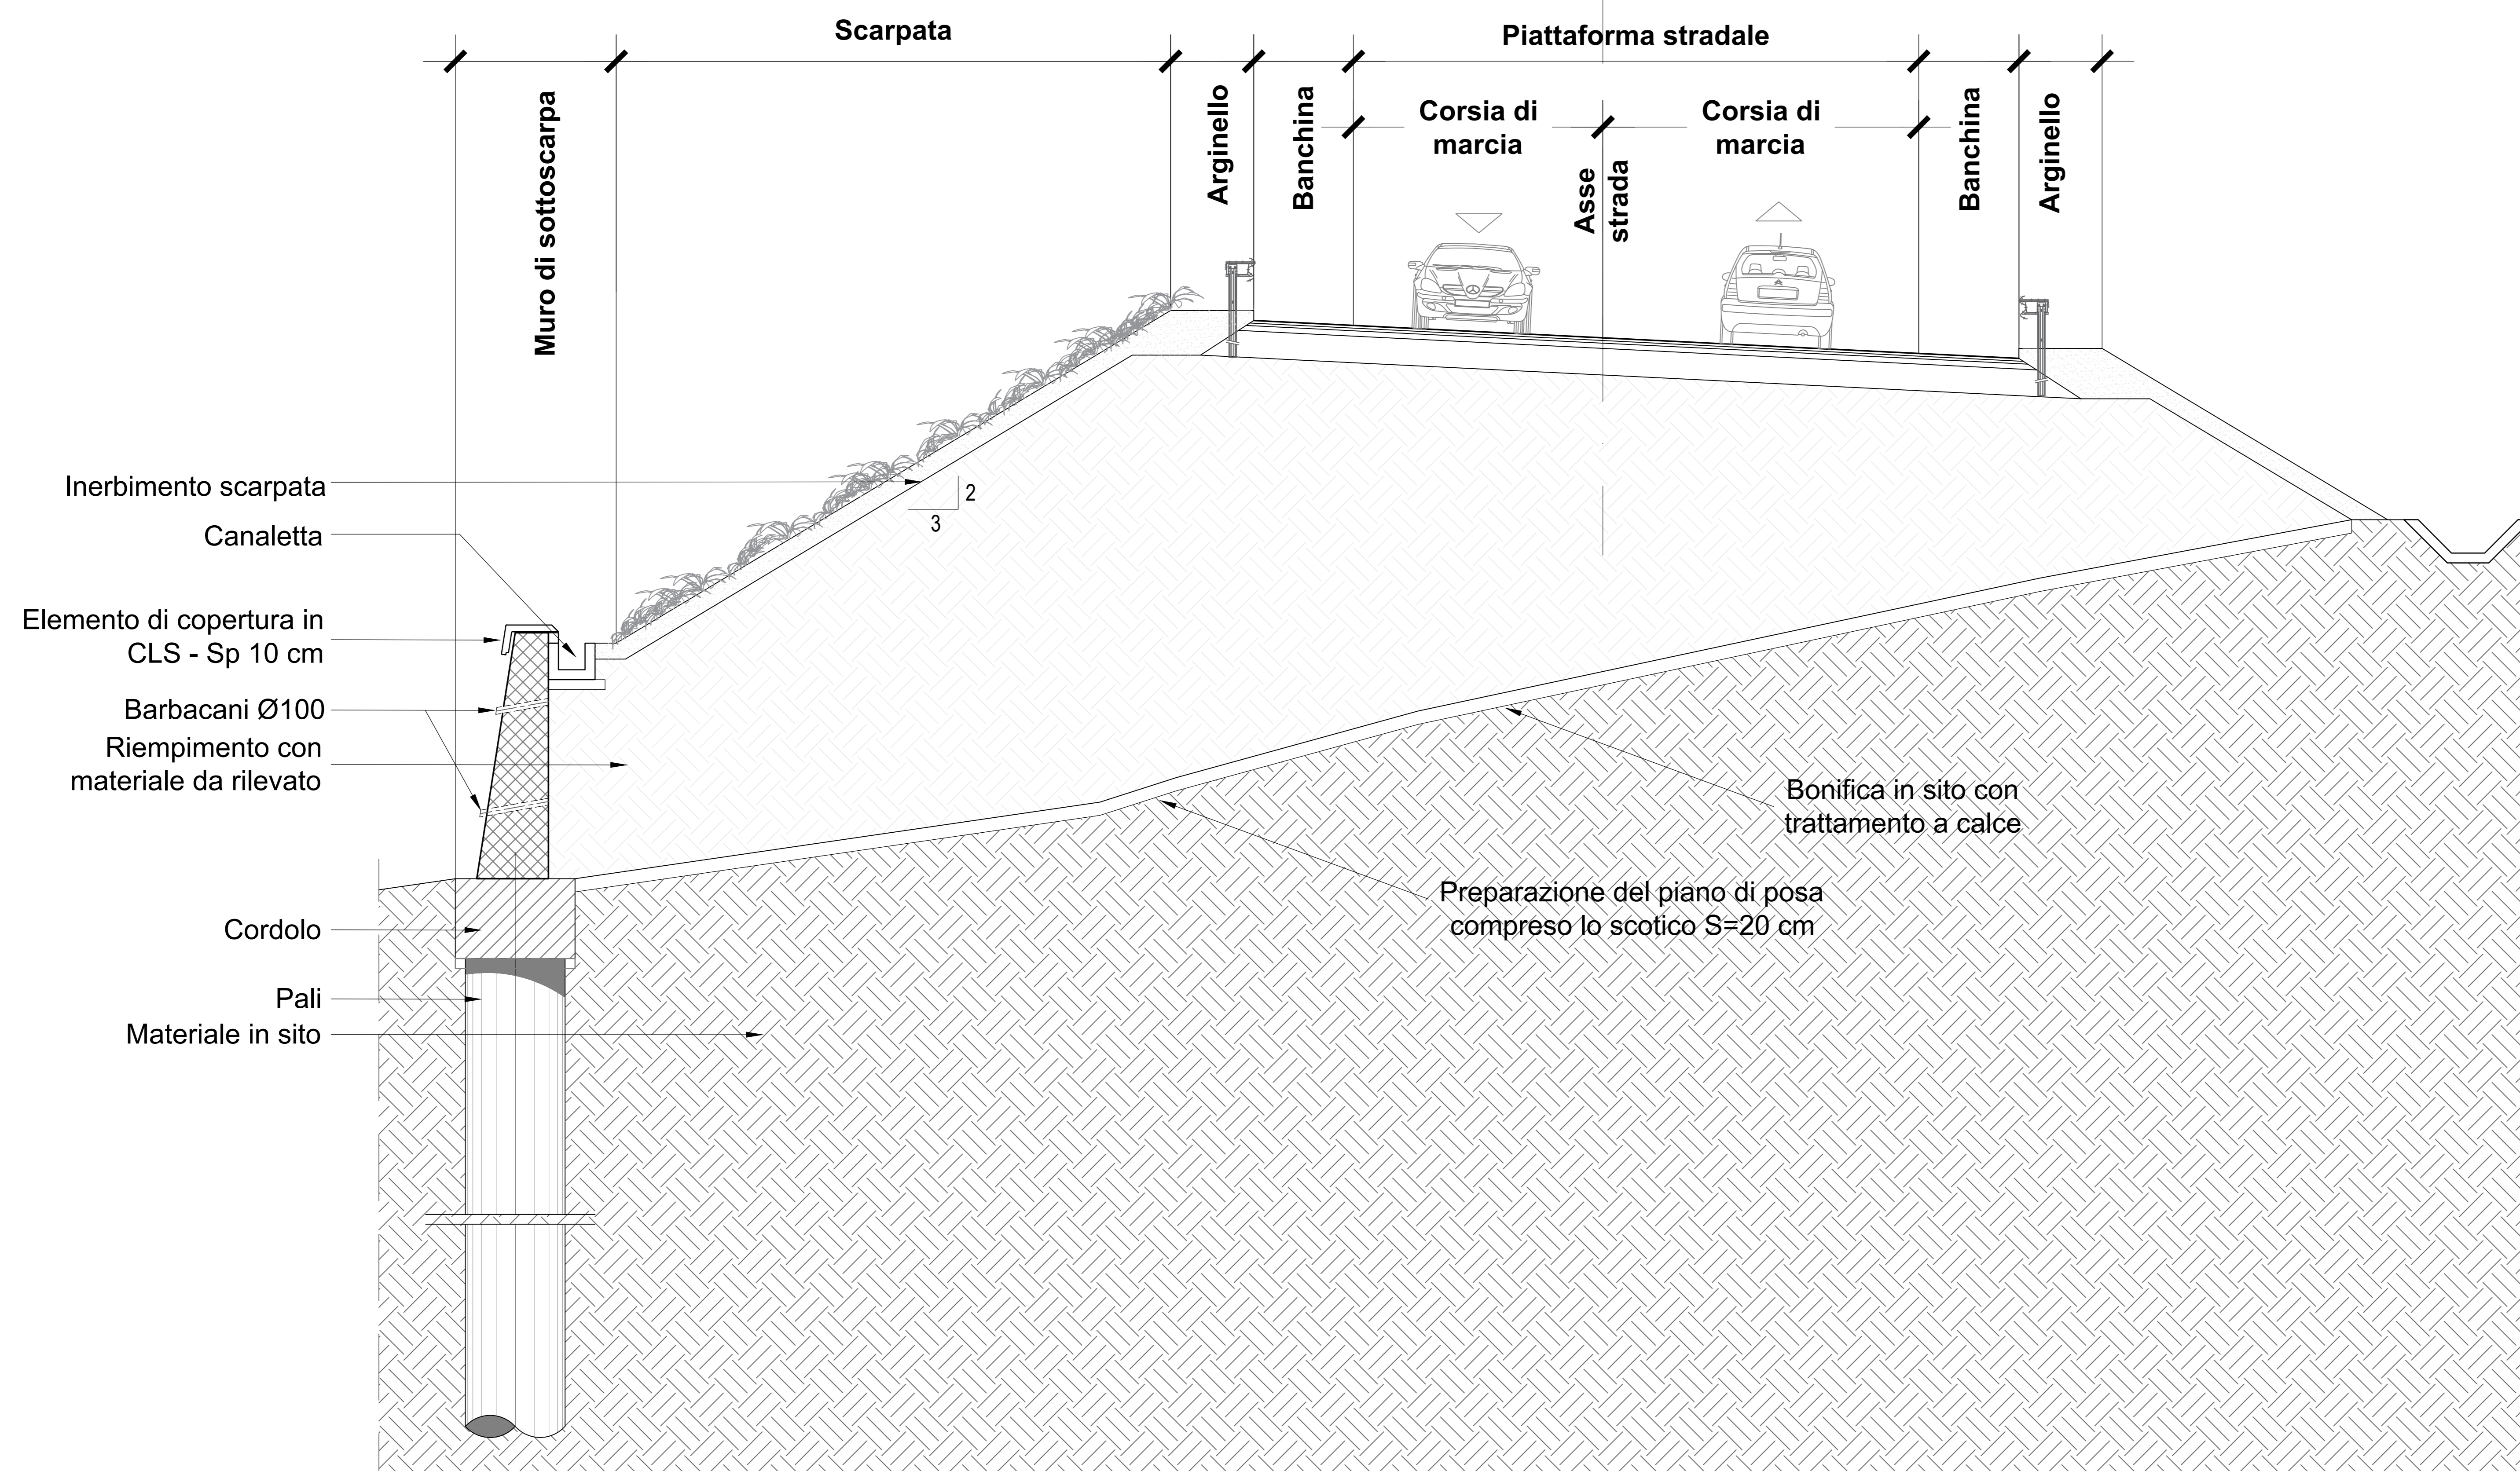 Scarpata
Piattaforma stradale
Muro di sottoscarpa
Arginello
Banchina
Corsia di
marcia
Asse
strada
Corsia di
marcia
Banchina
Arginello
Inerbimento scarpata
2
3
Canaletta
Elemento di copertura in
CLS - Sp 10 cm
Barbacani Ø100
Riempimento con
materiale da rilevato
Bonifica in sito con
trattamento a calce
Preparazione del piano di posa
compreso lo scotico S=20 cm
Cordolo
Pali
Materiale in sito